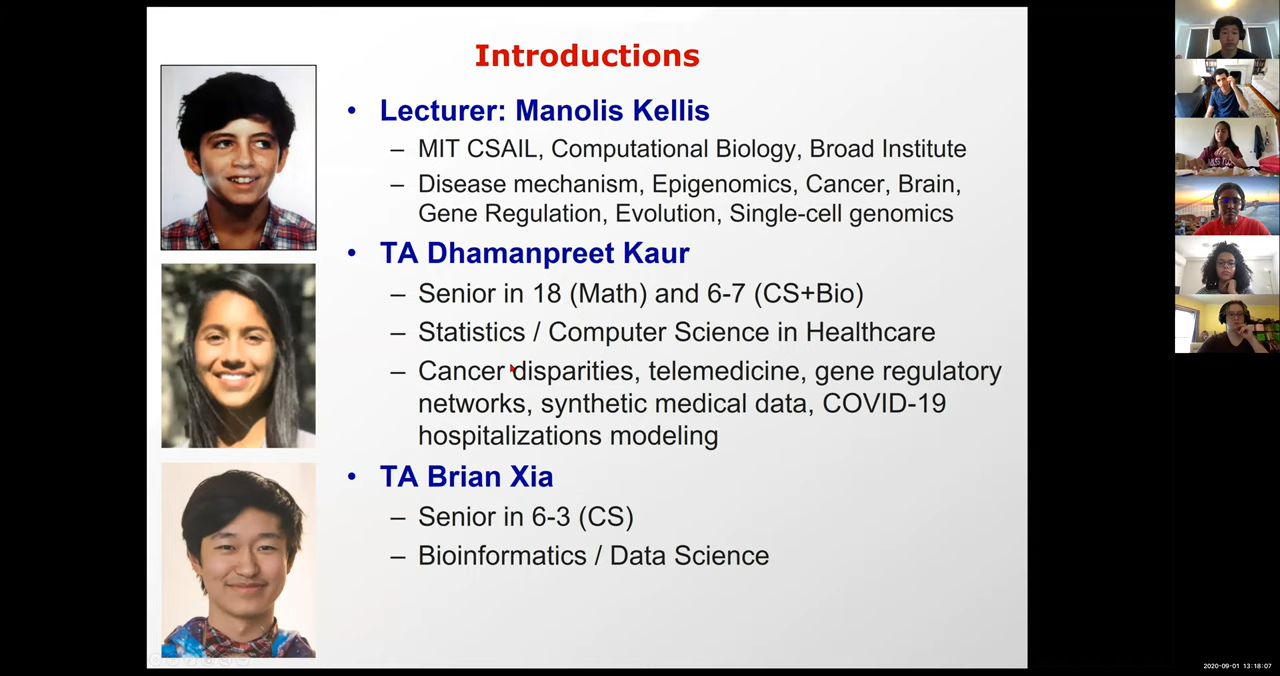 Introductions
• Lecturer: Manolis Kellis
– MIT CSAIL, Computational Biology, Broad Institute
– Disease mechanism, Epigenomics, Cancer, Brain,
Gene Regulation, Evolution, Single-cell genomics
• TA Dhamanpreet Kaur
– Senior in 18 (Math) and 6-7 (CS+Bio)
– Statistics / Computer Science in Healthcare
– Cancer disparities, telemedicine, gene regulatory
networks, synthetic medical data, COVID-19
hospitalizations modeling
• TA Brian Xia
– Senior in 6-3 (CS)
– Bioinformatics / Data Science
2020-09-01 13:18:07